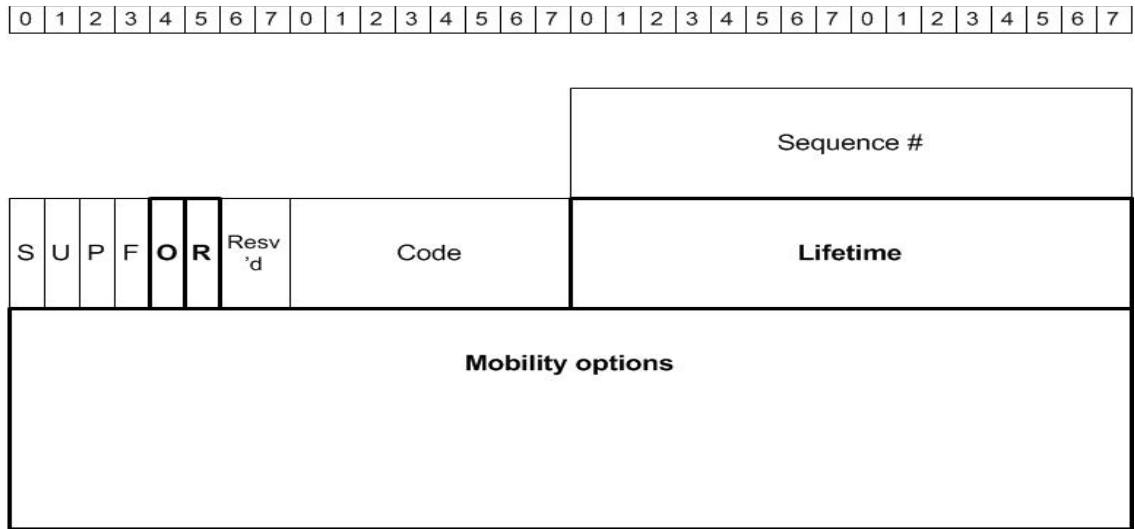 0 1 2 3 4 5 6 7 0 1 2 3 4 5 6 7 0 1 2 3 4 5 6 7 0 1 2 3 4 5 6 7
Sequence #
S U P F O R Resv
'd Code Lifetime
Mobility options